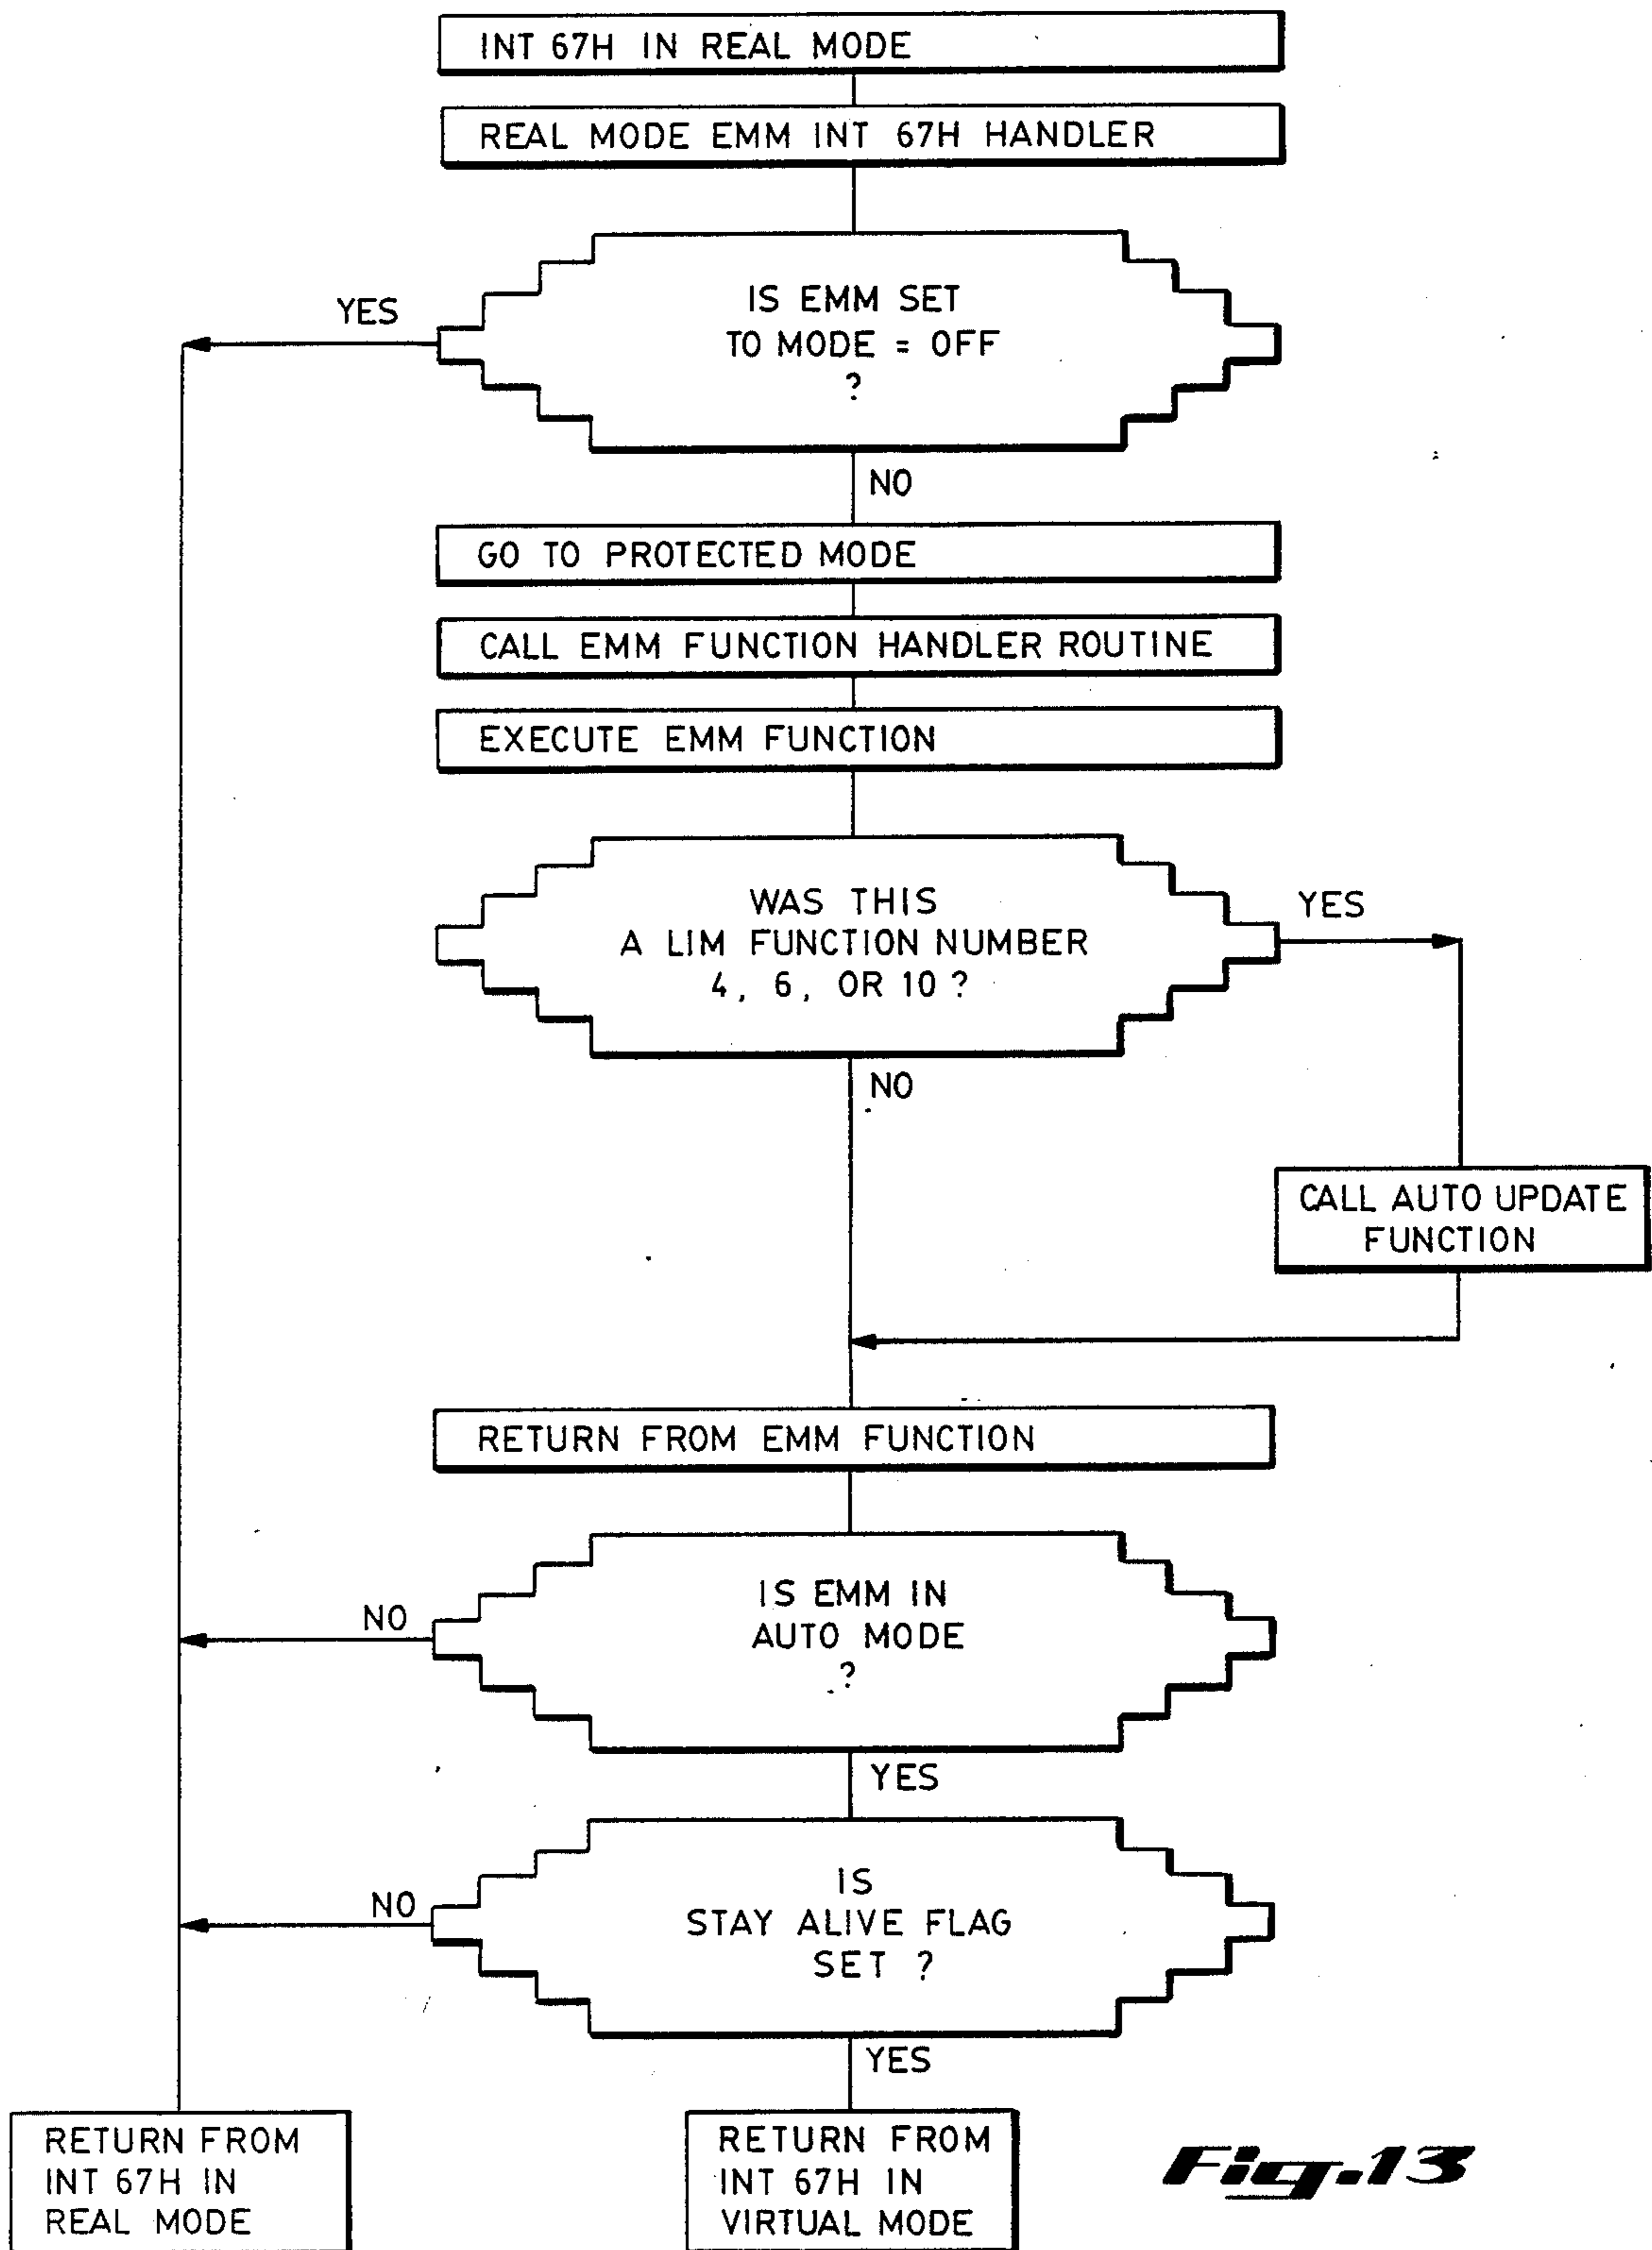 INT 67H IN REAL MODE
REAL MODE EMM INT 67H HANDLER
IS EMM SET
TO MODE = OFF
?
YES
NO
GO TO PROTECTED MODE
CALL EMM FUNCTION HANDLER ROUTINE
EXECUTE EMM FUNCTION
WAS THIS
A LIM FUNCTION NUMBER
4, 6, OR 10 ?
YES
NO
CALL AUTO UPDATE
FUNCTION
RETURN FROM EMM FUNCTION
IS EMM IN
AUTO MODE
?
NO
YES
IS
STAY ALIVE FLAG
SET ?
NO
YES
RETURN FROM
INT 67H IN
REAL MODE
RETURN FROM
INT 67H IN
VIRTUAL MODE
Fig.13